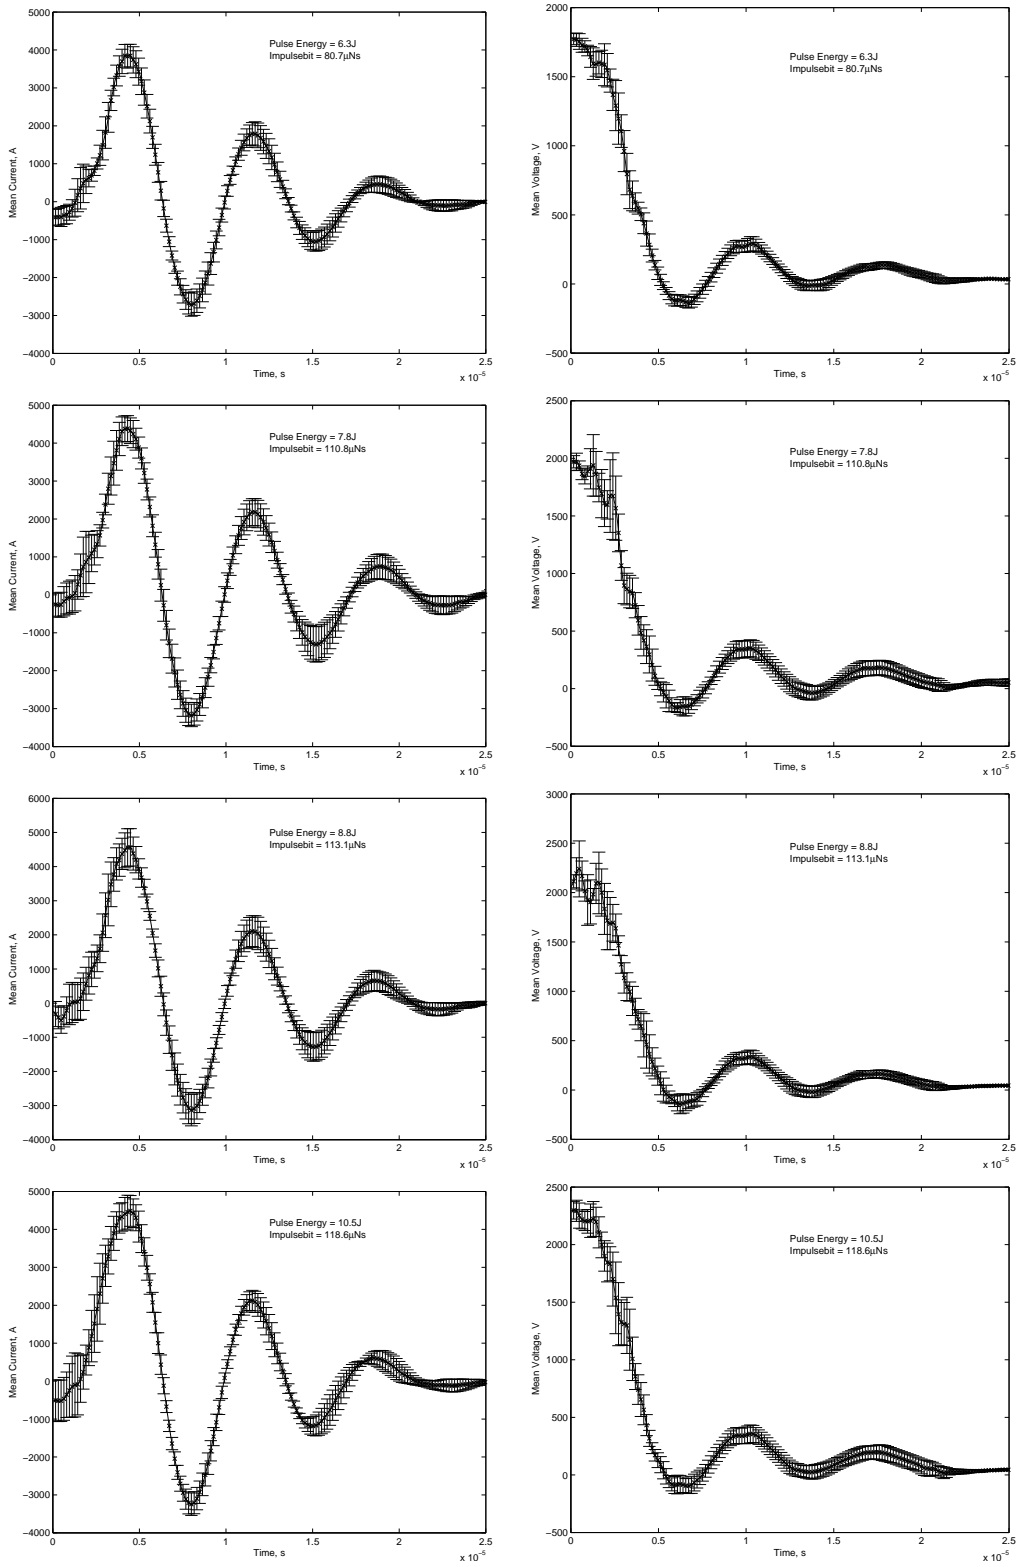 5000
4000
3000
2000
1000
0
−1000
−2000
−3000
−4000
Mean Current, A
Pulse Energy = 6.3J
Impulsebit = 80.7μNs
0
0.5
1
1.5
2
2.5
Time, s
x 10⁻⁵
2000
1500
1000
500
0
−500
Mean Voltage, V
Pulse Energy = 6.3J
Impulsebit = 80.7μNs
0
0.5
1
1.5
2
2.5
Time, s
x 10⁻⁵
5000
4000
3000
2000
1000
0
−1000
−2000
−3000
−4000
Mean Current, A
Pulse Energy = 7.8J
Impulsebit = 110.8μNs
0
0.5
1
1.5
2
2.5
Time, s
x 10⁻⁵
2500
2000
1500
1000
500
0
−500
Mean Voltage, V
Pulse Energy = 7.8J
Impulsebit = 110.8μNs
0
0.5
1
1.5
2
2.5
Time, s
x 10⁻⁵
6000
5000
4000
3000
2000
1000
0
−1000
−2000
−3000
−4000
Mean Current, A
Pulse Energy = 8.8J
Impulsebit = 113.1μNs
0
0.5
1
1.5
2
2.5
Time, s
x 10⁻⁵
3000
2500
2000
1500
1000
500
0
−500
Mean Voltage, V
Pulse Energy = 8.8J
Impulsebit = 113.1μNs
0
0.5
1
1.5
2
2.5
Time, s
x 10⁻⁵
5000
4000
3000
2000
1000
0
−1000
−2000
−3000
−4000
Mean Current, A
Pulse Energy = 10.5J
Impulsebit = 118.6μNs
0
0.5
1
1.5
2
2.5
Time, s
x 10⁻⁵
2500
2000
1500
1000
500
0
−500
Mean Voltage, V
Pulse Energy = 10.5J
Impulsebit = 118.6μNs
0
0.5
1
1.5
2
2.5
Time, s
x 10⁻⁵